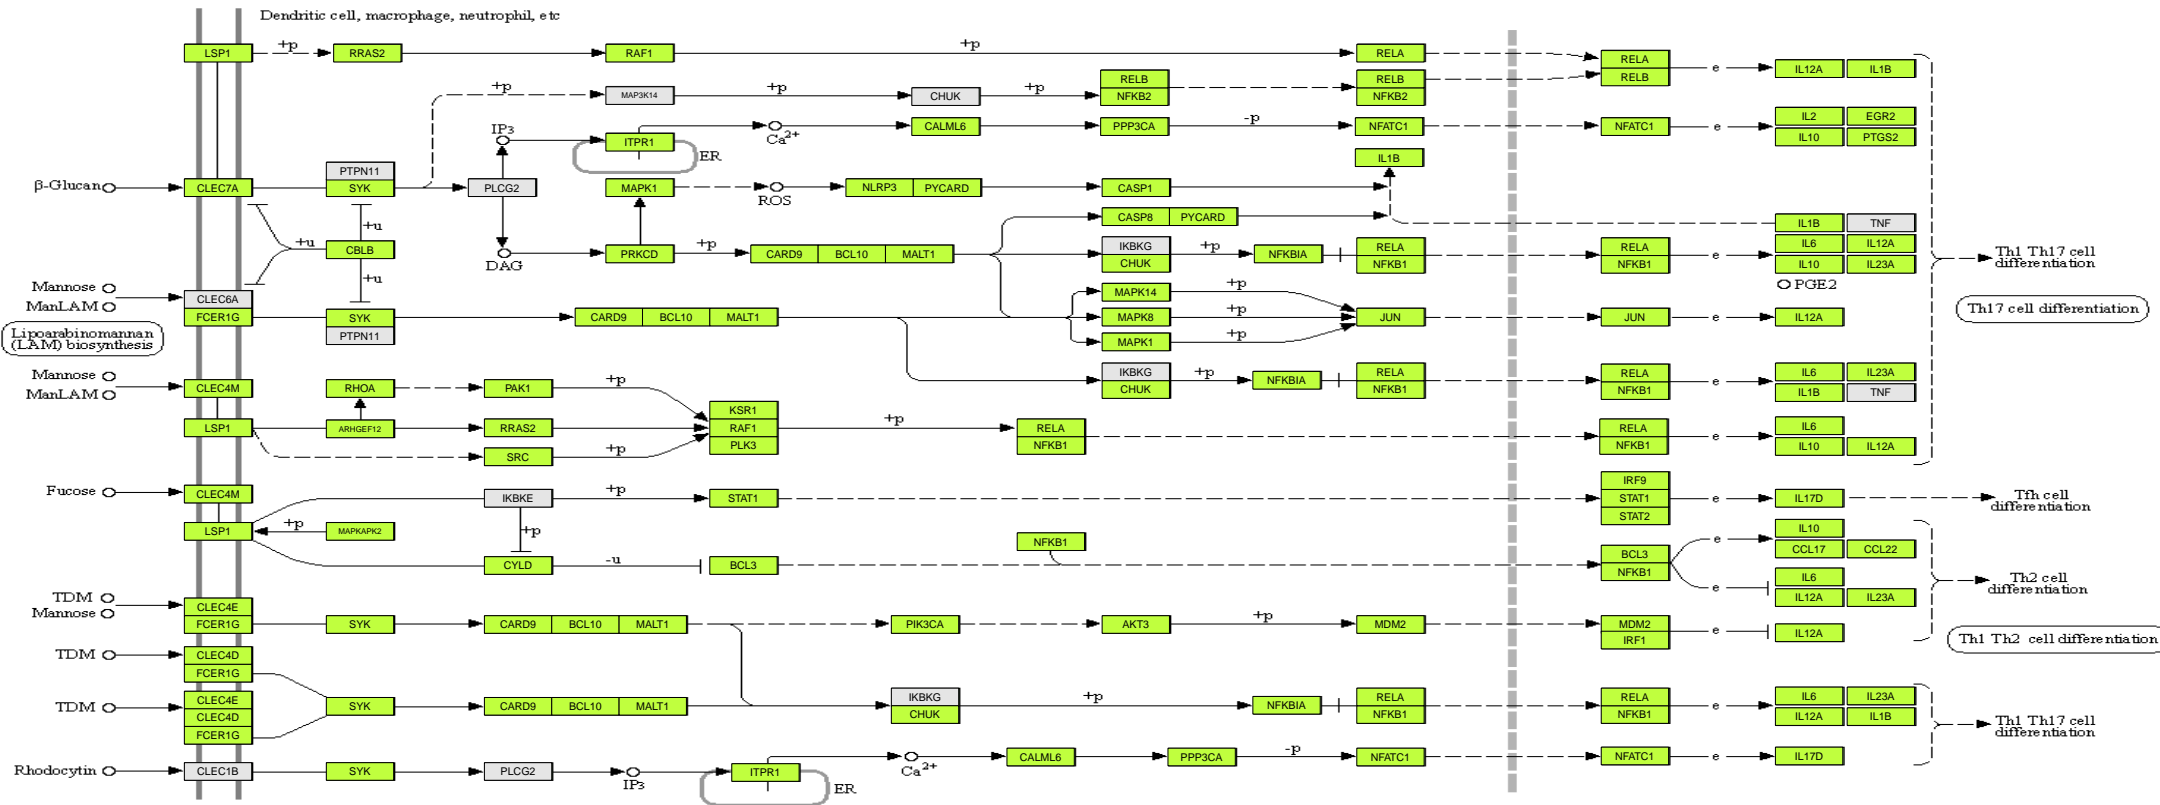 Dendritic cell, macrophage, neutrophil, etc
LSP1 +p RRAS2 RAF1 +p RELA RELA IL12A IL1B
RELB e
+p MAP3K14 +p CHUK +p RELB RELB
NFKB2 NFKB2
IP3 ITPR1 ER Ca2+ CALML6 PPP3CA -p NFATC1 NFATC1 e IL2 EGR2
IL10 PTGS2
IL1B
β-Glucan CLEC7A PTPN11
SYK PLCG2 MAPK1 ROS NLRP3 PYCARD CASP1
+u CASP8 PYCARD IL1B TNF
+u CBLB DAG PRKCD +p CARD9 BCL10 MALT1 IKBKG +p NFKBIA RELA RELA e IL6 IL12A
CHUK NFKB1 NFKB1 IL10 IL23A
+u PGE2
Th1 Th17 cell
differentiation
Mannose
ManLAM CLEC6A MAPK14 +p
FCER1G SYK CARD9 BCL10 MALT1 MAPK8 +p JUN JUN e IL12A
PTPN11 MAPK1 +p
Th17 cell differentiation
Lipoarabinomannan
(LAM) biosynthesis
Mannose
ManLAM CLEC4M RHOA PAK1 +p IKBKG +p NFKBIA RELA RELA e IL6 IL23A
CHUK NFKB1 NFKB1 IL1B TNF
KSR1
LSP1 ARHGEF12 RRAS2 RAF1 +p RELA RELA e IL6
PLK3 NFKB1 NFKB1 IL10 IL12A
SRC +p
Fucose CLEC4M IKBKE +p STAT1 IRF9
STAT1 e IL17D Tfh cell
differentiation
STAT2
LSP1 +p MAPKAPK2 +p
NFKB1
CYLD -u BCL3 BCL3
NFKB1
e IL10
CCL17 CCL22
e IL6
IL12A IL23A
Th2 cell
differentiation
TDM
Mannose CLEC4E
FCER1G SYK CARD9 BCL10 MALT1 PIK3CA AKT3 +p MDM2 MDM2
IRF1 e IL12A
Th1 Th2 cell differentiation
TDM CLEC4D
FCER1G
TDM CLEC4E
CLEC4D
FCER1G
SYK CARD9 BCL10 MALT1 IKBKG +p NFKBIA RELA RELA e IL6 IL23A
CHUK NFKB1 NFKB1 IL12A IL1B
Th1 Th17 cell
differentiation
Rhodocytin CLEC1B SYK PLCG2 IP3 ITPR1 ER Ca2+ CALML6 PPP3CA -p NFATC1 NFATC1 e IL17D